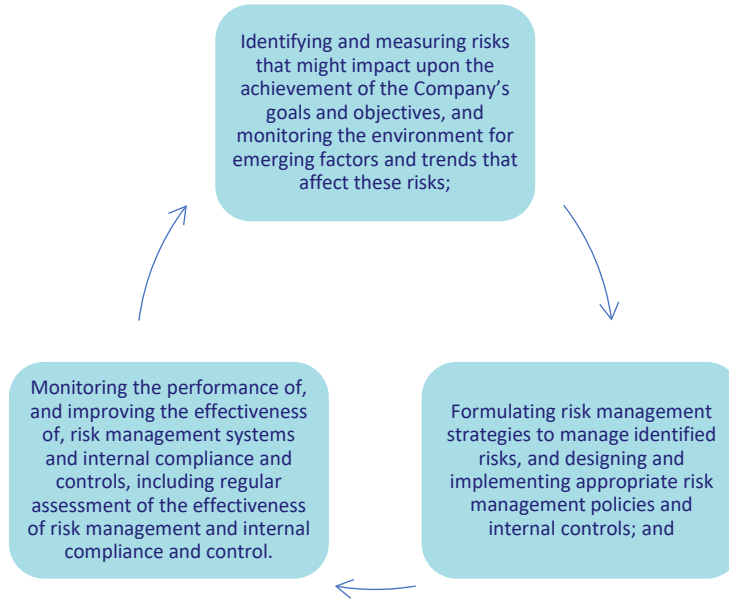 Identifying and measuring risks
that might impact upon the
achievement of the Company’s
goals and objectives, and
monitoring the environment for
emerging factors and trends that
affect these risks;
Formulating risk management
strategies to manage identified
risks, and designing and
implementing appropriate risk
management policies and
internal controls; and
Monitoring the performance of,
and improving the effectiveness
of, risk management systems
and internal compliance and
controls, including regular
assessment of the effectiveness
of risk management and internal
compliance and control.